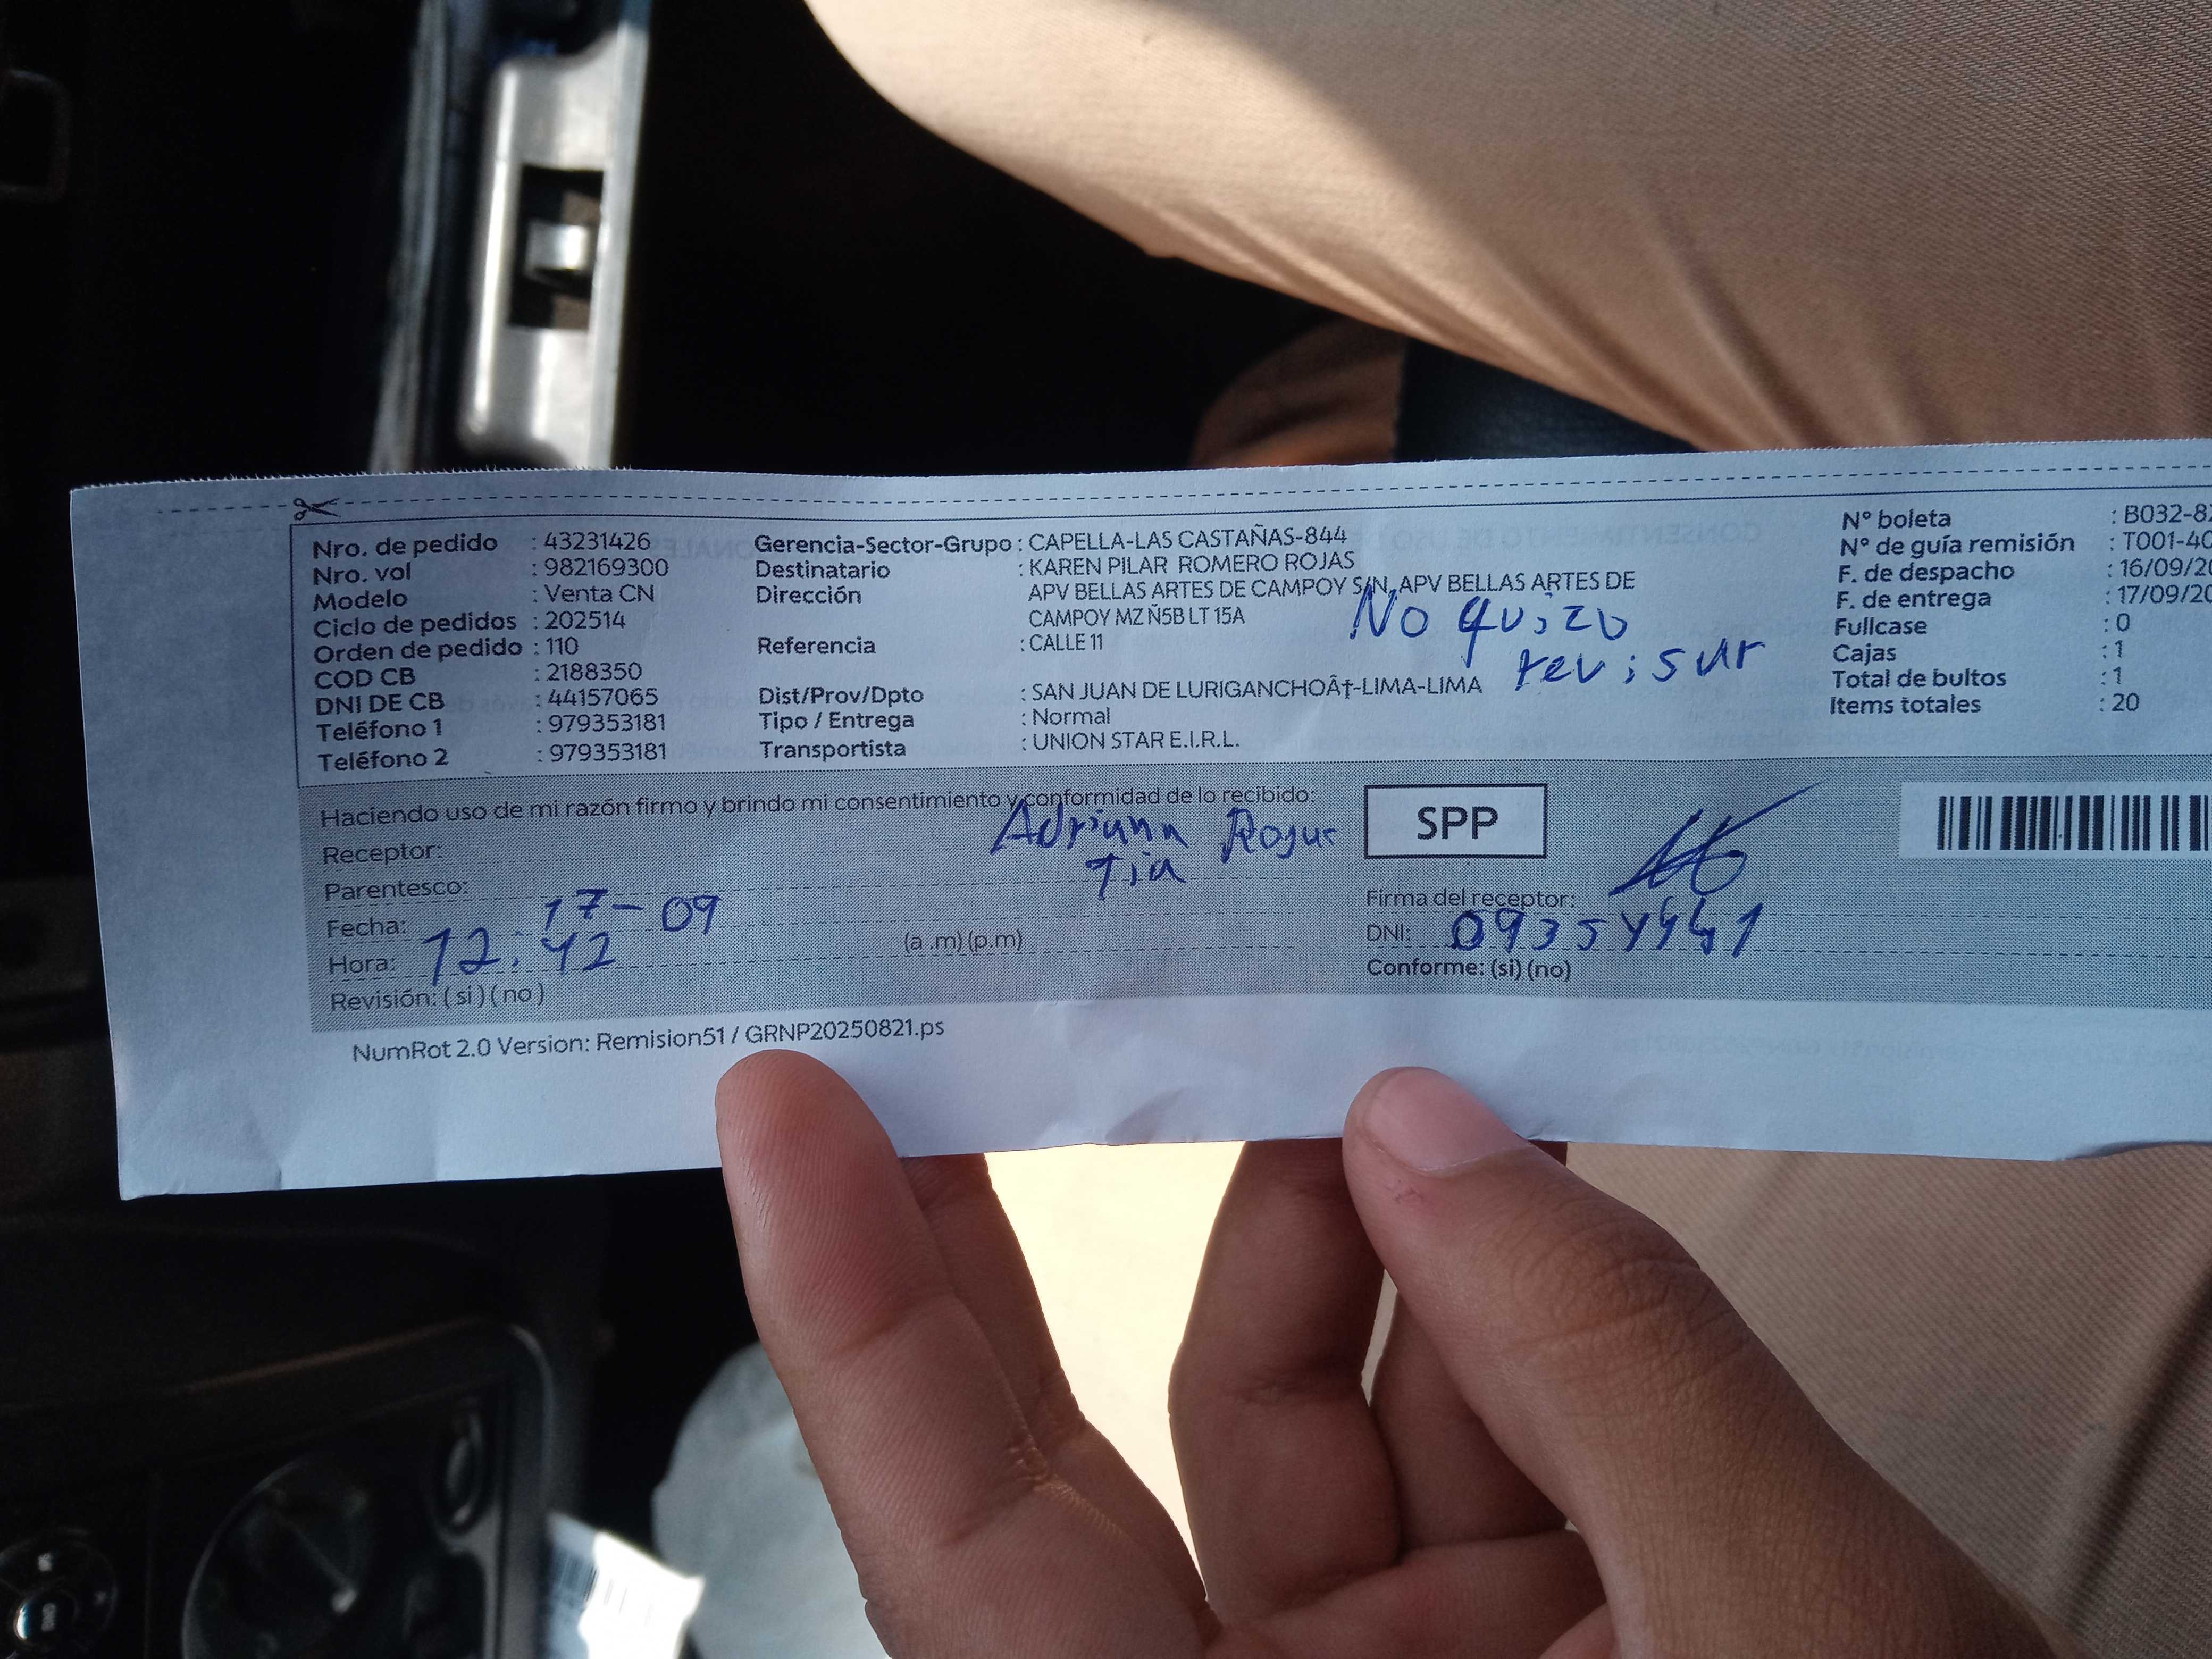 Nro. de pedido : 43231426
Nro. vol : 982169300
Modelo : Venta CN
Ciclo de pedidos : 202514
Orden de pedido : 110
COD CB : 2188350
DNI DE CB : 44157065
Teléfono 1 : 979353181
Teléfono 2 : 979353181
Gerencia-Sector-Grupo : CAPELLA-LAS CASTAÑAS-844
Destinatario : KAREN PILAR ROMERO ROJAS
Dirección APV BELLAS ARTES DE CAMPOY S/N, APV BELLAS ARTES DE
CAMPOY MZ Ñ5B LT 15A
Referencia : CALLE 11
Dist/Prov/Dpto : SAN JUAN DE LURIGANCHOÂ†-LIMA-LIMA
Tipo / Entrega : Normal
Transportista : UNION STAR E.I.R.L.
No quizo
revisar
N° boleta : B032-8
N° de guía remisión : T001-40
F. de despacho : 16/09/20
F. de entrega : 17/09/20
Fullcase : 0
Cajas : 1
Total de bultos : 1
Items totales : 20
Haciendo uso de mi razón firmo y brindo mi consentimiento y conformidad de lo recibido:
Receptor: Adriana Rojas
Parentesco: Tia
Fecha: 17-09
Hora: 12:42 (a .m) (p.m)
Revisión: ( si ) ( no )
SPP
Firma del receptor:
DNI:
Conforme: (si) (no)
NumRot 2.0 Version: Remision51 / GRNP20250821.ps